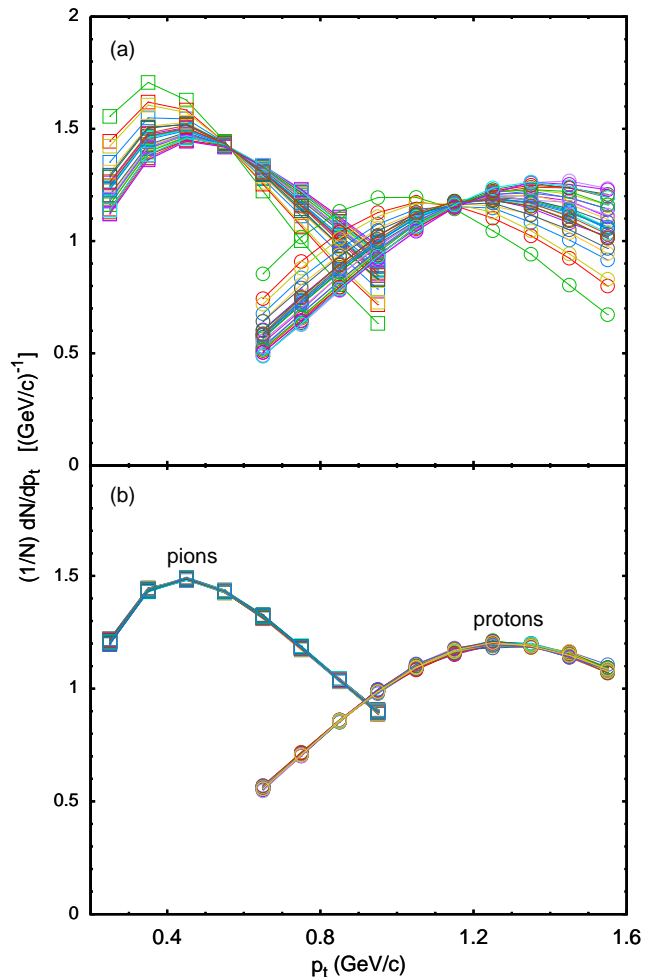 2
(a)
1.5
1
0.5
0
(b)
pions
1.5
protons
1
0.5
0
0.4 0.8 1.2 1.6
p_t (GeV/c)
(1/N) dN/dp_t [(GeV/c)^-1]